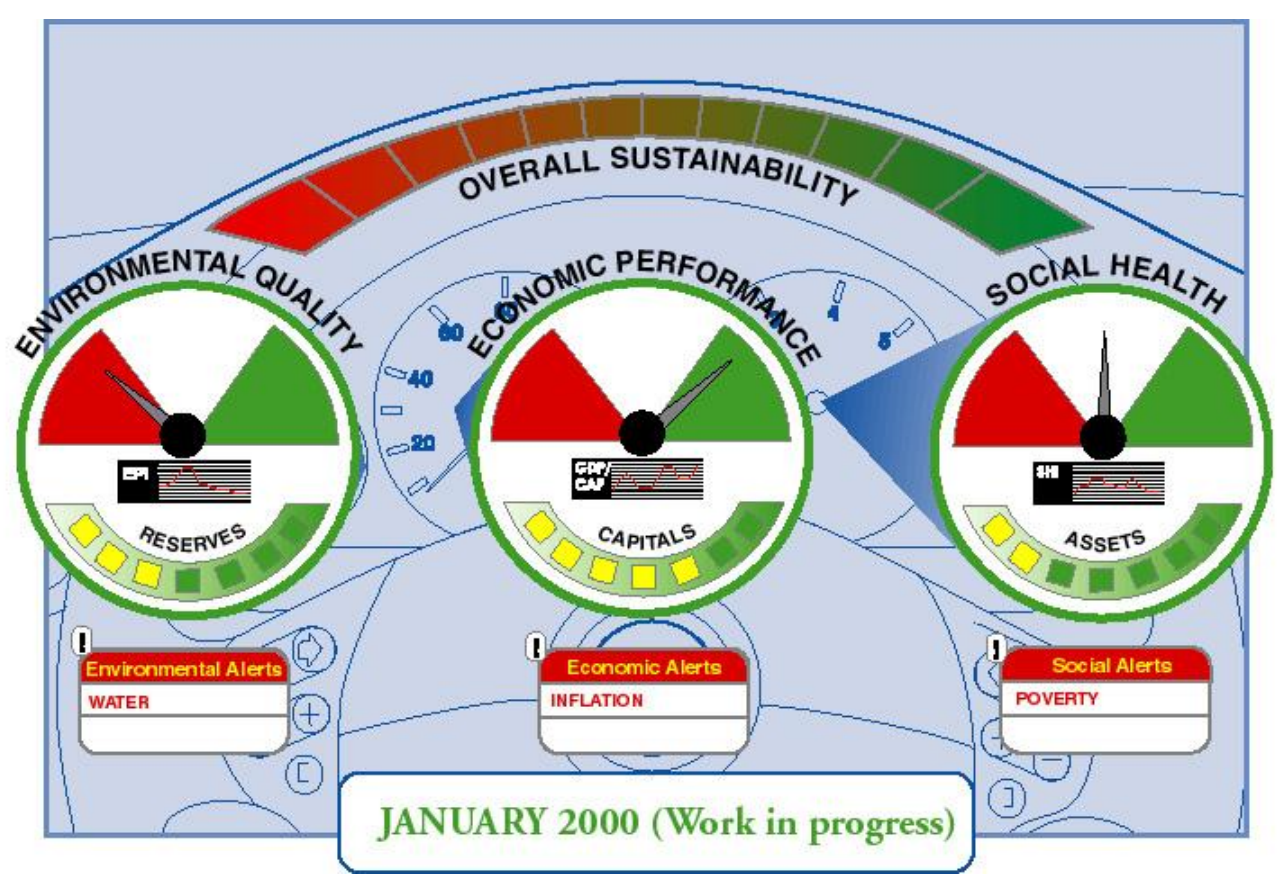 OVERALL SUSTAINABILITY
ENVIRONMENTAL QUALITY
ECONOMIC PERFORMANCE
SOCIAL HEALTH
40
20
60
4
5
EPI
GDP/
CAP
SHI
RESERVES
CAPITALS
ASSETS
!
Environmental Alerts
WATER
!
Economic Alerts
INFLATION
!
Social Alerts
POVERTY
JANUARY 2000 (Work in progress)